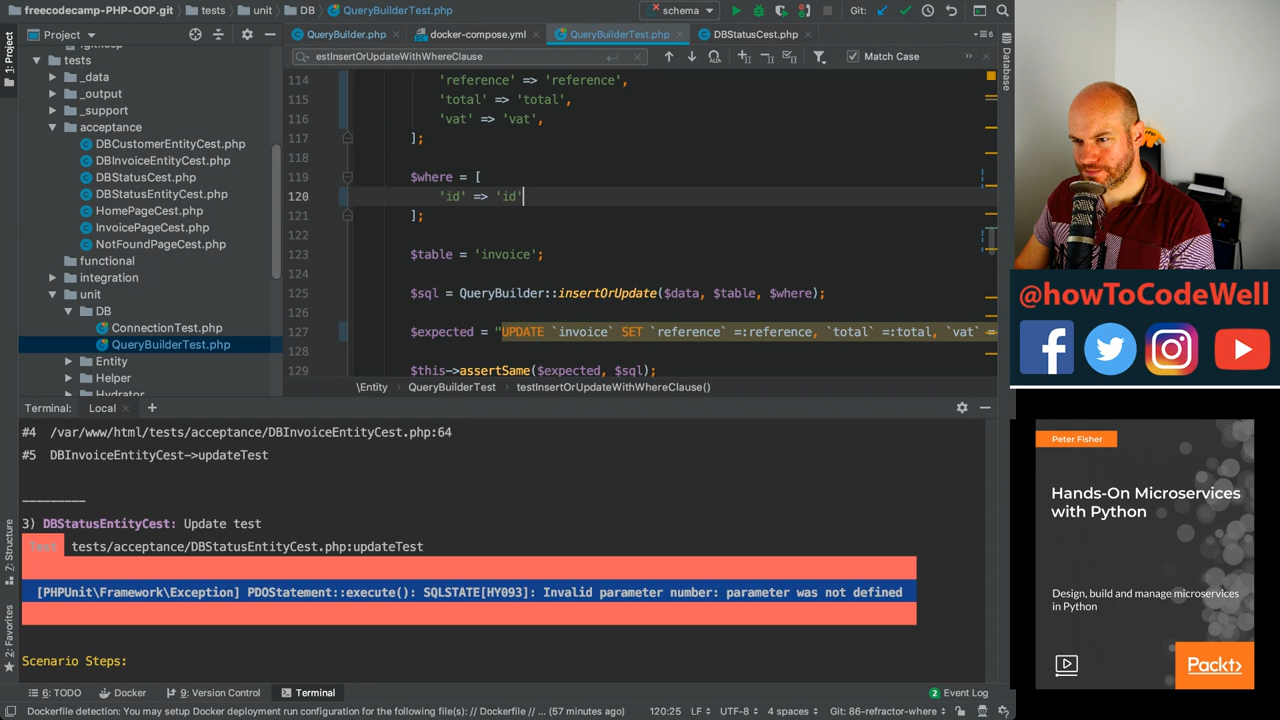 freecodecamp-PHP-OOP.git tests unit DB QueryBuilderTest.php schema Git:
Project QueryBuilder.php docker-compose.yml QueryBuilderTest.php DBStatusCest.php
estInsertOrUpdateWithWhereClause Match Case
1: Project
Database
tests
_data
_output
_support
acceptance
DBCustomerEntityCest.php
DBInvoiceEntityCest.php
DBStatusCest.php
DBStatusEntityCest.php
HomePageCest.php
InvoicePageCest.php
NotFoundPageCest.php
functional
integration
unit
DB
ConnectionTest.php
QueryBuilderTest.php
Entity
Helper
Hydrator
114 'reference' => 'reference',
115 'total' => 'total',
116 'vat' => 'vat',
117 ];
118
119 $where = [
120 'id' => 'id'
121 ];
122
123 $table = 'invoice';
124
125 $sql = QueryBuilder::insertOrUpdate($data, $table, $where);
126
127 $expected = "UPDATE `invoice` SET `reference` =:reference, `total` =:total, `vat` =
128
129 $this->assertSame($expected, $sql);
\Entity QueryBuilderTest testInsertOrUpdateWithWhereClause()
Terminal: Local +
#4 /var/www/html/tests/acceptance/DBInvoiceEntityCest.php:64
#5 DBInvoiceEntityCest->updateTest
---------
3) DBStatusEntityCest: Update test
Test tests/acceptance/DBStatusEntityCest.php:updateTest
[PHPUnit\Framework\Exception] PDOStatement::execute(): SQLSTATE[HY093]: Invalid parameter number: parameter was not defined
Scenario Steps:
7: Structure
2: Favorites
6: TODO Docker 9: Version Control Terminal 2 Event Log
Dockerfile detection: You may setup Docker deployment run configuration for the following file(s): // Dockerfile // ... (57 minutes ago) 120:25 LF UTF-8 4 spaces Git: 86-refractor-where
@howToCodeWell
Peter Fisher
Hands-On Microservices
with Python
Design, build and manage microservices
in Python
Packt>